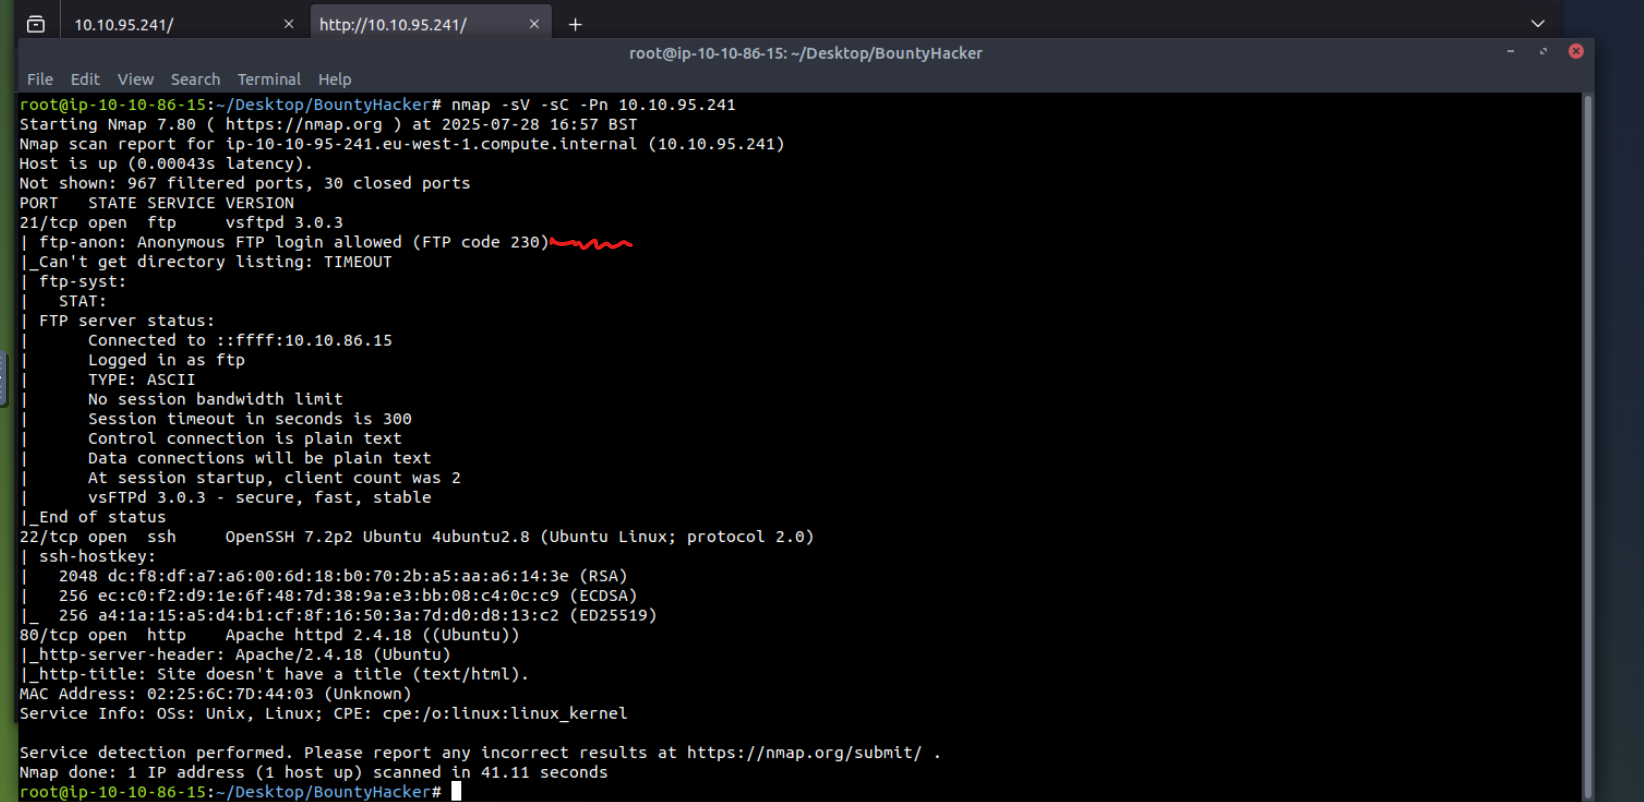 10.10.95.241/ × http://10.10.95.241/ × +
root@ip-10-10-86-15: ~/Desktop/BountyHacker
File Edit View Search Terminal Help
root@ip-10-10-86-15:~/Desktop/BountyHacker# nmap -sV -sC -Pn 10.10.95.241
Starting Nmap 7.80 ( https://nmap.org ) at 2025-07-28 16:57 BST
Nmap scan report for ip-10-10-95-241.eu-west-1.compute.internal (10.10.95.241)
Host is up (0.00043s latency).
Not shown: 967 filtered ports, 30 closed ports
PORT   STATE SERVICE VERSION
21/tcp open  ftp     vsftpd 3.0.3
| ftp-anon: Anonymous FTP login allowed (FTP code 230)
|_Can't get directory listing: TIMEOUT
| ftp-syst:
|   STAT:
| FTP server status:
|      Connected to ::ffff:10.10.86.15
|      Logged in as ftp
|      TYPE: ASCII
|      No session bandwidth limit
|      Session timeout in seconds is 300
|      Control connection is plain text
|      Data connections will be plain text
|      At session startup, client count was 2
|      vsFTPd 3.0.3 - secure, fast, stable
|_End of status
22/tcp open  ssh     OpenSSH 7.2p2 Ubuntu 4ubuntu2.8 (Ubuntu Linux; protocol 2.0)
| ssh-hostkey:
|   2048 dc:f8:df:a7:a6:00:6d:18:b0:70:2b:a5:aa:a6:14:3e (RSA)
|   256 ec:c0:f2:d9:1e:6f:48:7d:38:9a:e3:bb:08:c4:0c:c9 (ECDSA)
|_  256 a4:1a:15:a5:d4:b1:cf:8f:16:50:3a:7d:d0:d8:13:c2 (ED25519)
80/tcp open  http    Apache httpd 2.4.18 ((Ubuntu))
|_http-server-header: Apache/2.4.18 (Ubuntu)
|_http-title: Site doesn't have a title (text/html).
MAC Address: 02:25:6C:7D:44:03 (Unknown)
Service Info: OSs: Unix, Linux; CPE: cpe:/o:linux:linux_kernel
Service detection performed. Please report any incorrect results at https://nmap.org/submit/ .
Nmap done: 1 IP address (1 host up) scanned in 41.11 seconds
root@ip-10-10-86-15:~/Desktop/BountyHacker#